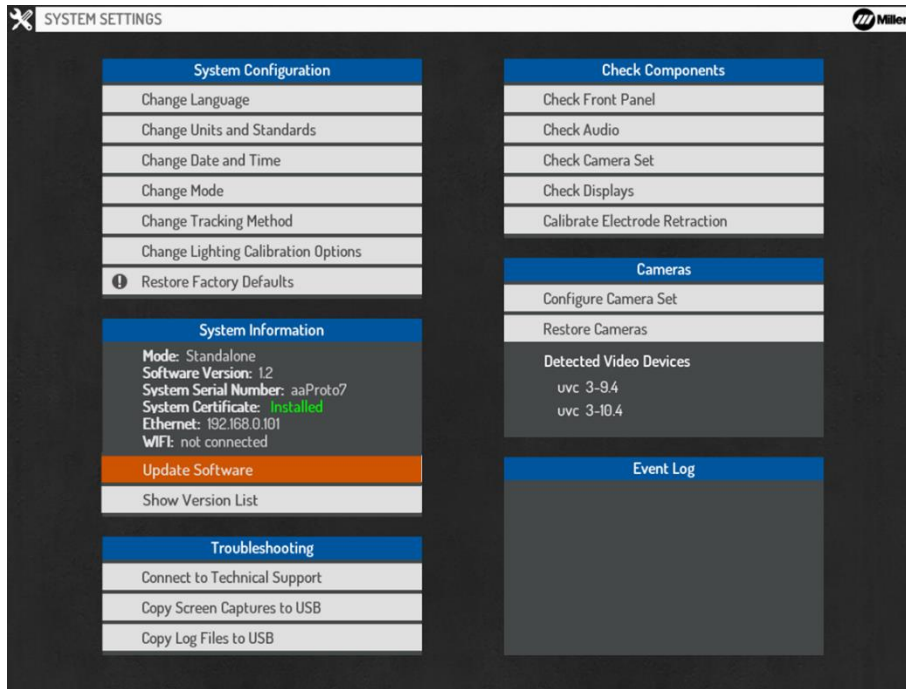 SYSTEM SETTINGS
Miller
System Configuration
Change Language
Change Units and Standards
Change Date and Time
Change Mode
Change Tracking Method
Change Lighting Calibration Options
Restore Factory Defaults
System Information
Mode: Standalone
Software Version: 1.2
System Serial Number: aaProto7
System Certificate: Installed
Ethernet: 192.168.0.101
WIFI: not connected
Update Software
Show Version List
Troubleshooting
Connect to Technical Support
Copy Screen Captures to USB
Copy Log Files to USB
Check Components
Check Front Panel
Check Audio
Check Camera Set
Check Displays
Calibrate Electrode Retraction
Cameras
Configure Camera Set
Restore Cameras
Detected Video Devices
uvc 3-9.4
uvc 3-10.4
Event Log